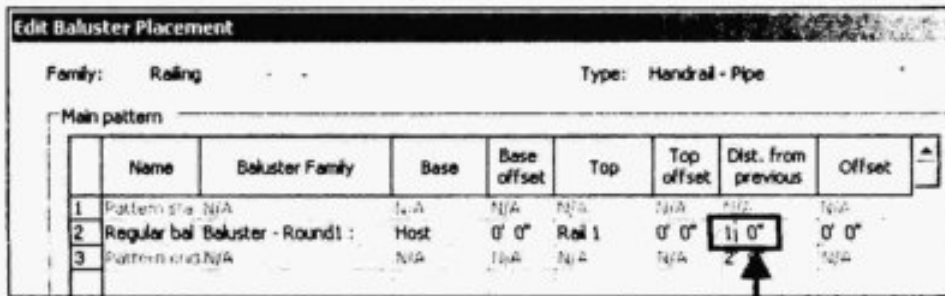 Edit Baluster Placement
Family: Railing Type: Handrail - Pipe
Main pattern
Name Baluster Family Base Base offset Top Top offset Dist. from previous Offset
1 Pattern sta N/A N/A N/A N/A N/A N/A N/A
2 Regular bal Baluster - Round1 : Host 0' 0" Rail 1 0' 0" 1' 0" 0' 0"
3 Pattern end N/A N/A N/A N/A N/A N/A